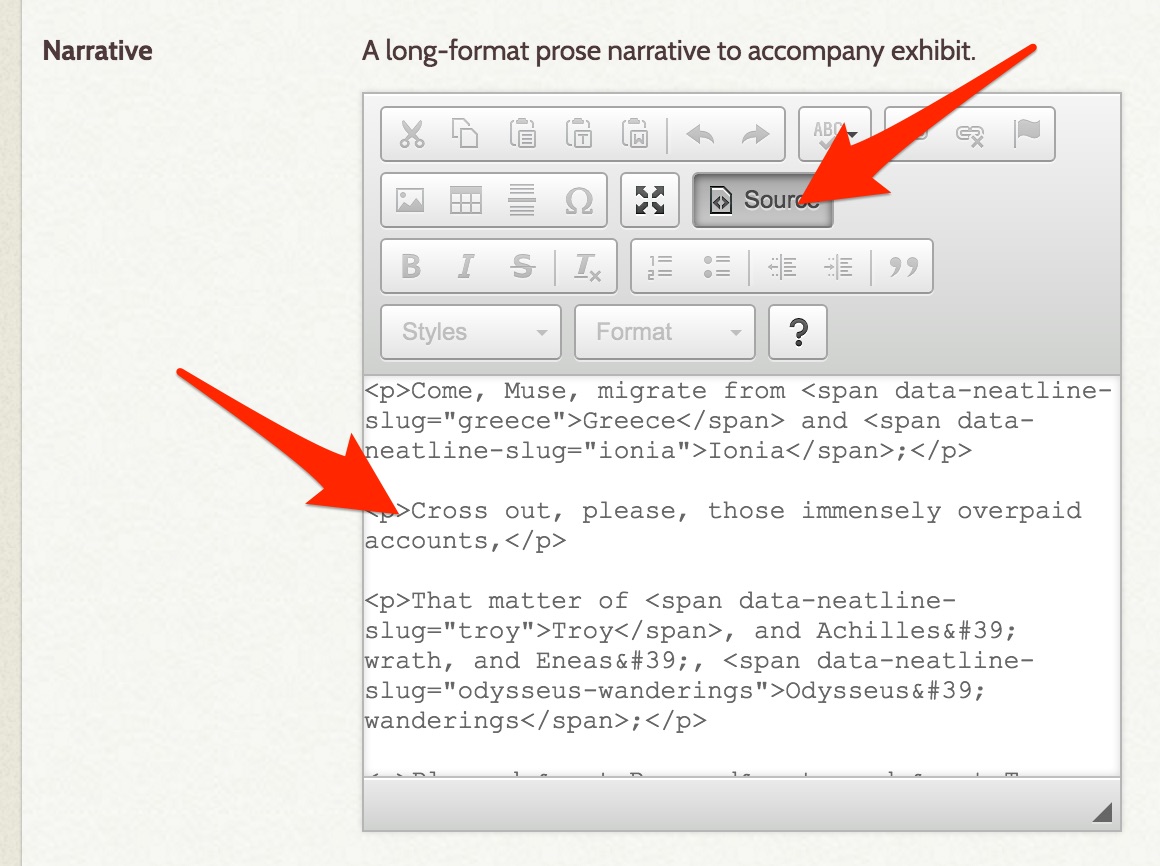 Narrative
A long-format prose narrative to accompany exhibit.
ABC
Source
B I S Tx
Styles Format ?
<p>Come, Muse, migrate from <span data-neatline-
slug="greece">Greece</span> and <span data-
neatline-slug="ionia">Ionia</span>;</p>
<p>Cross out, please, those immensely overpaid
accounts,</p>
<p>That matter of <span data-neatline-
slug="troy">Troy</span>, and Achilles&#39;
wrath, and Eneas&#39;, <span data-neatline-
slug="odysseus-wanderings">Odysseus&#39;
wanderings</span>;</p>